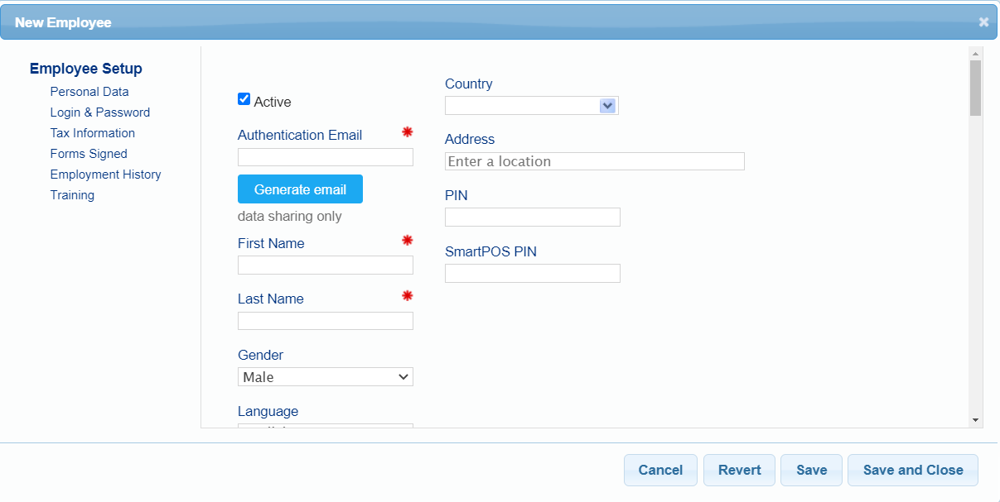 New Employee
Employee Setup
Personal Data
Login & Password
Tax Information
Forms Signed
Employment History
Training
Active
Authentication Email
Generate email
data sharing only
First Name
Last Name
Gender
Male
Language
Country
Address
Enter a location
PIN
SmartPOS PIN
Cancel
Revert
Save
Save and Close